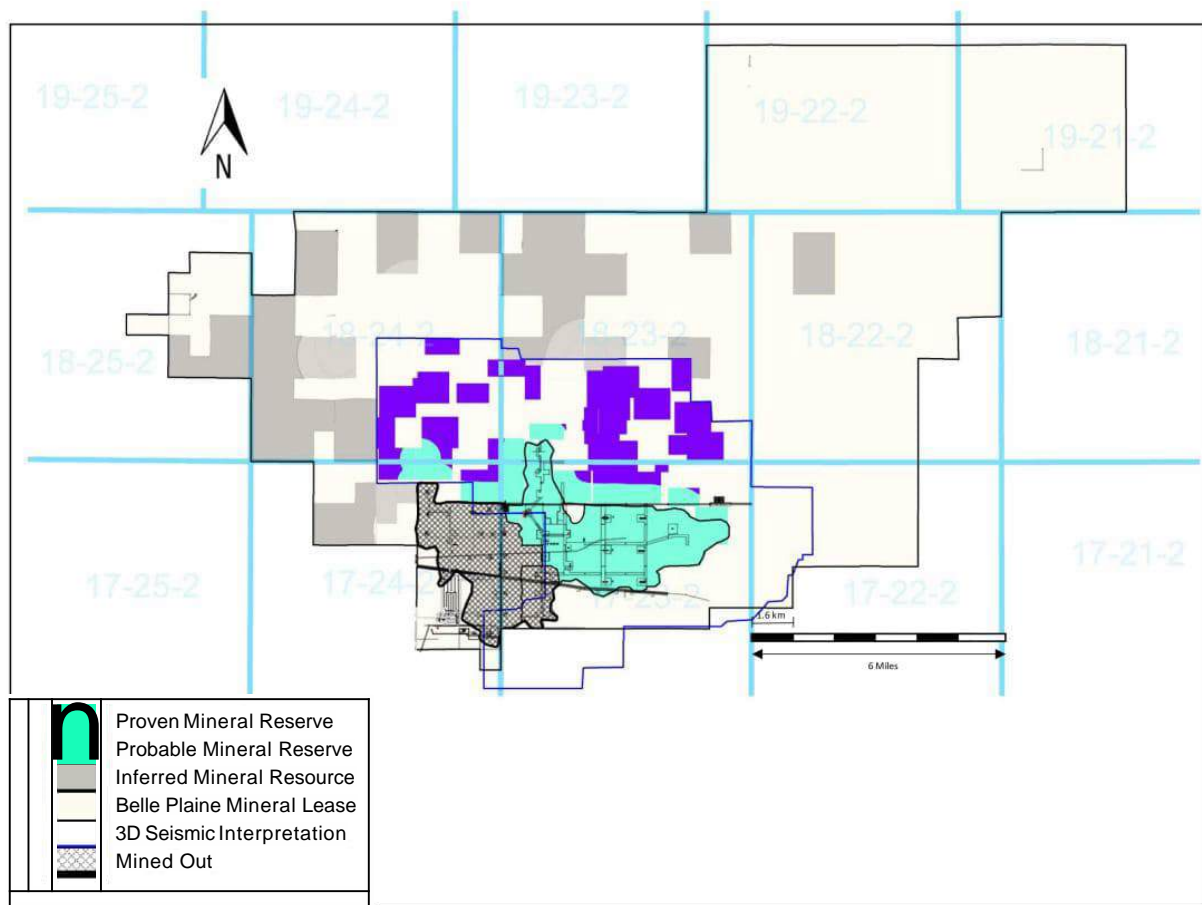 19-25-2
19-24-2
19-23-2
19-22-2
19-21-2
N
18-25-2
18-24-2
18-23-2
18-22-2
18-21-2
17-25-2
17-24-2
17-23-2
17-22-2
17-21-2
1.6 km
6 Miles
Proven Mineral Reserve
Probable Mineral Reserve
Inferred Mineral Resource
Belle Plaine Mineral Lease
3D Seismic Interpretation
Mined Out